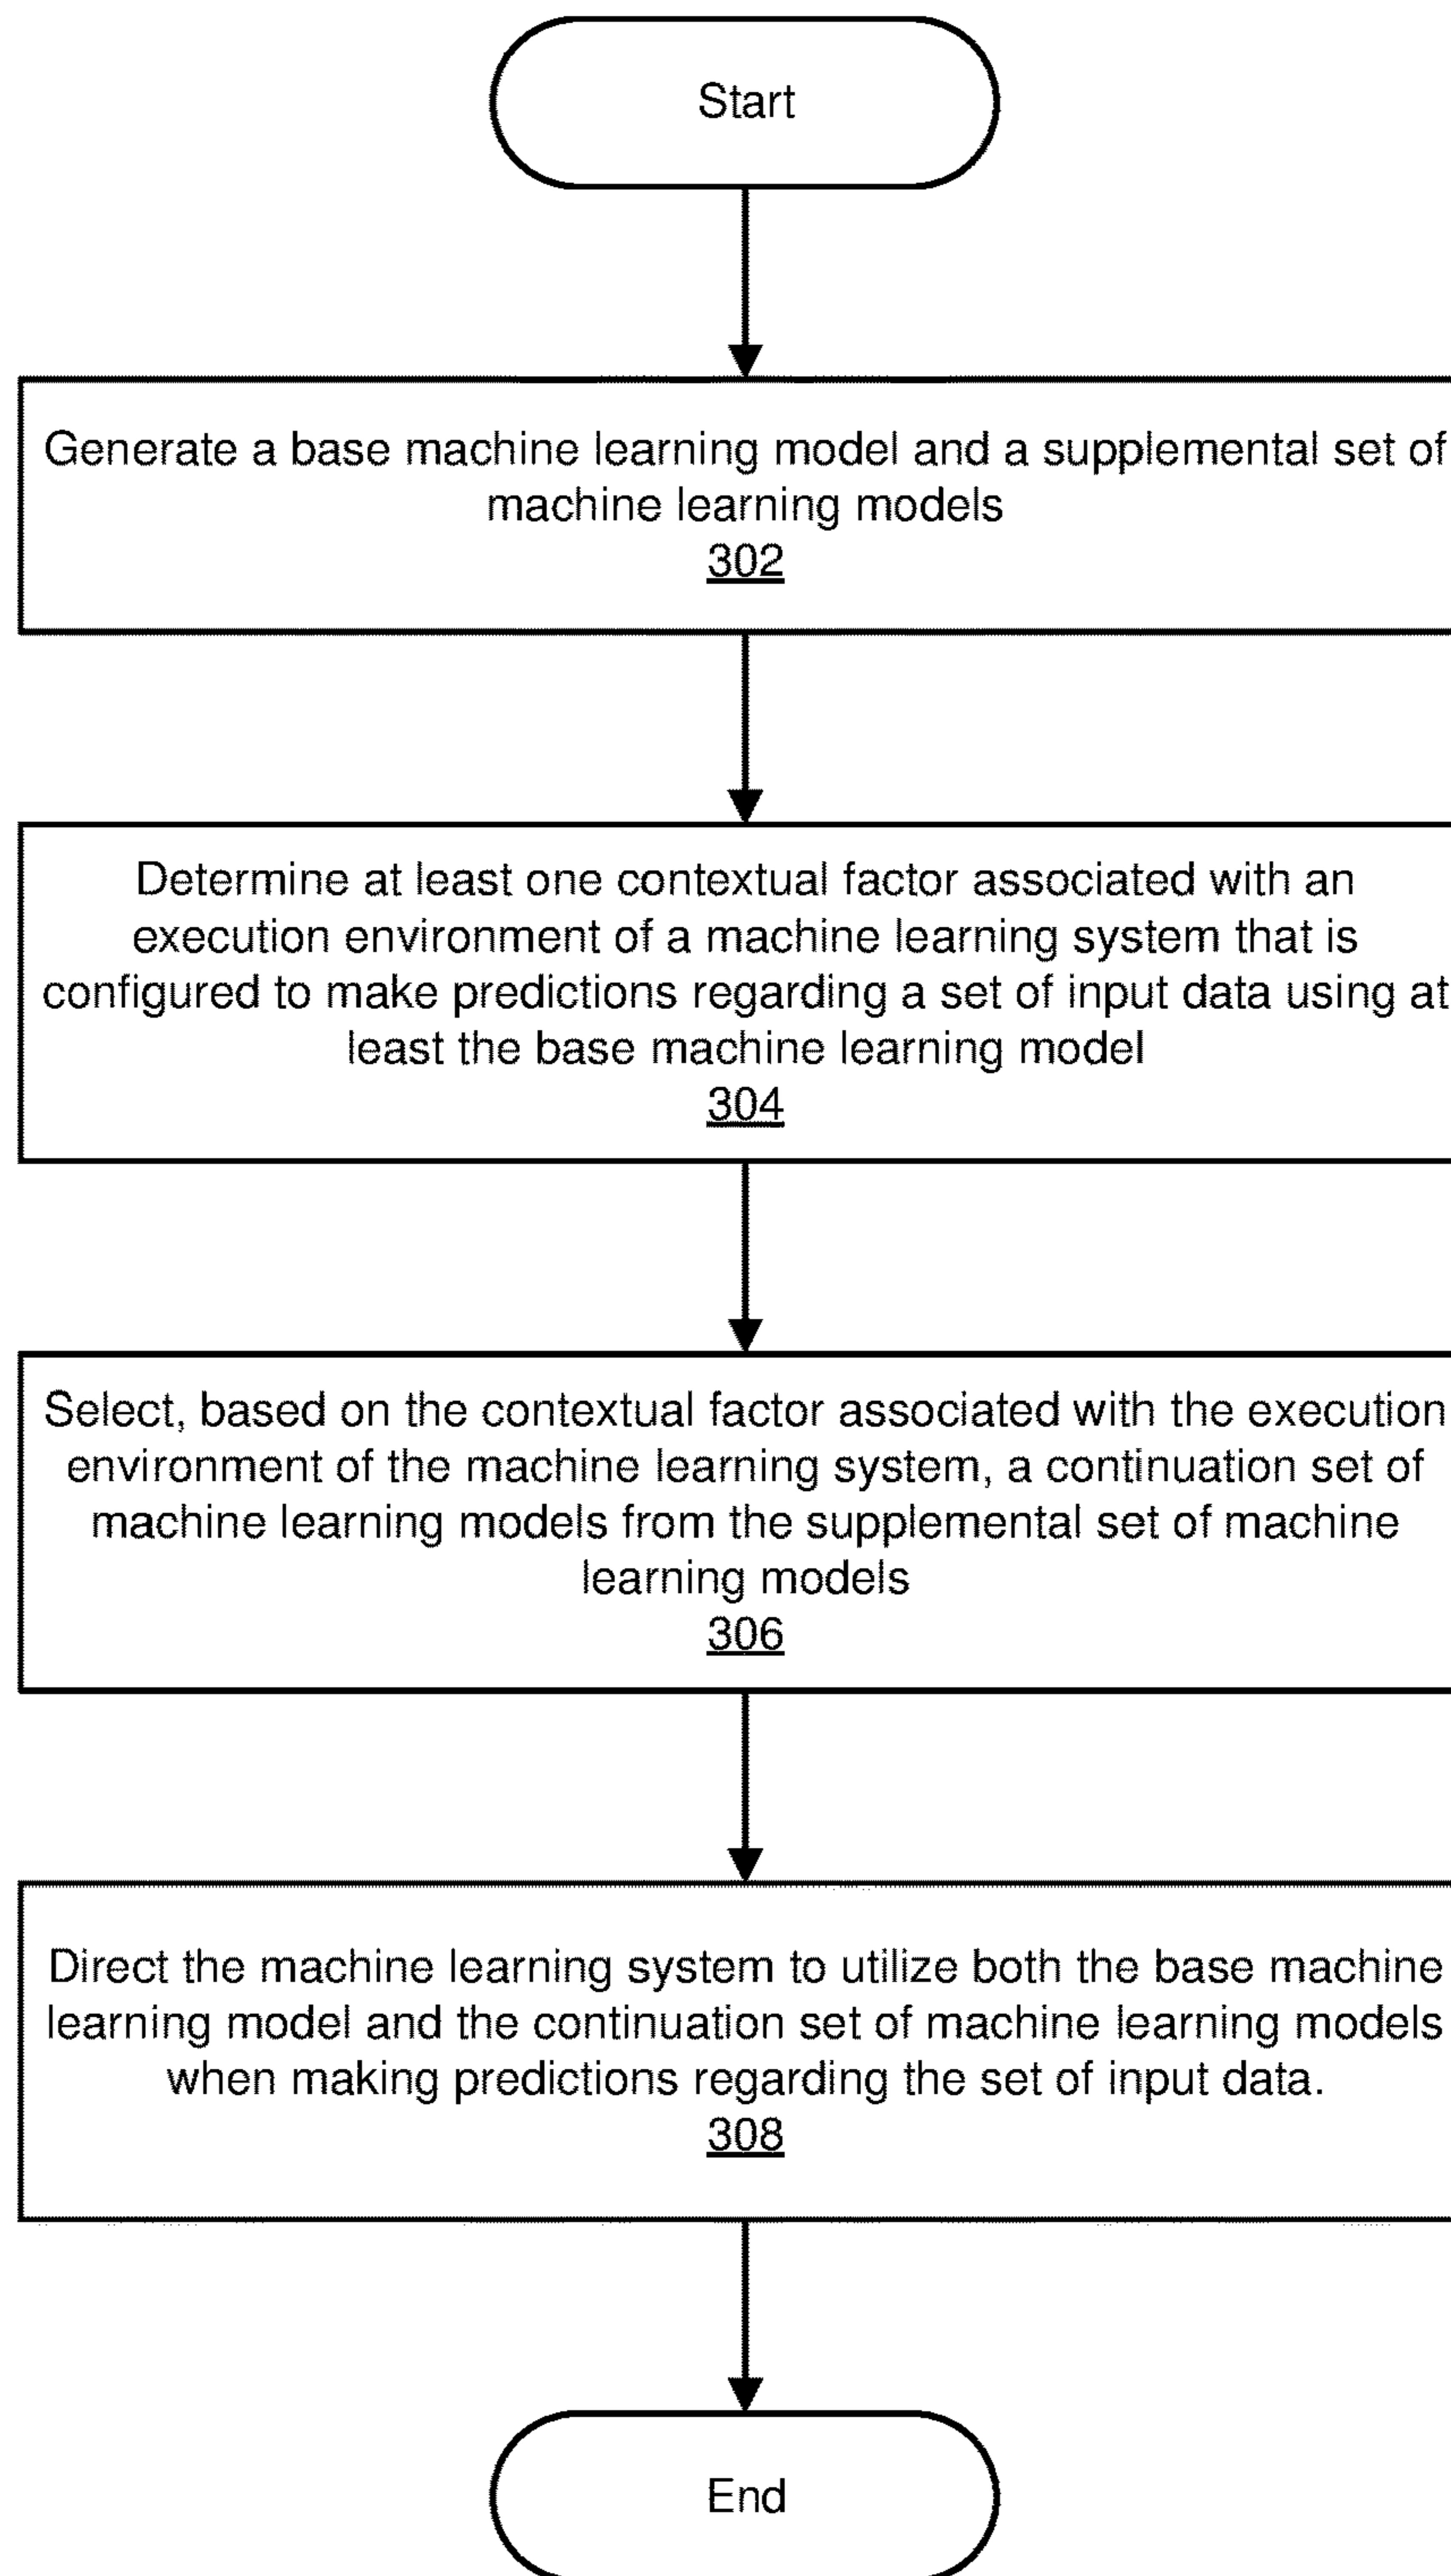 Start
Generate a base machine learning model and a supplemental set of
machine learning models
302
Determine at least one contextual factor associated with an
execution environment of a machine learning system that is
configured to make predictions regarding a set of input data using at
least the base machine learning model
304
Select, based on the contextual factor associated with the execution
environment of the machine learning system, a continuation set of
machine learning models from the supplemental set of machine
learning models
306
Direct the machine learning system to utilize both the base machine
learning model and the continuation set of machine learning models
when making predictions regarding the set of input data.
308
End